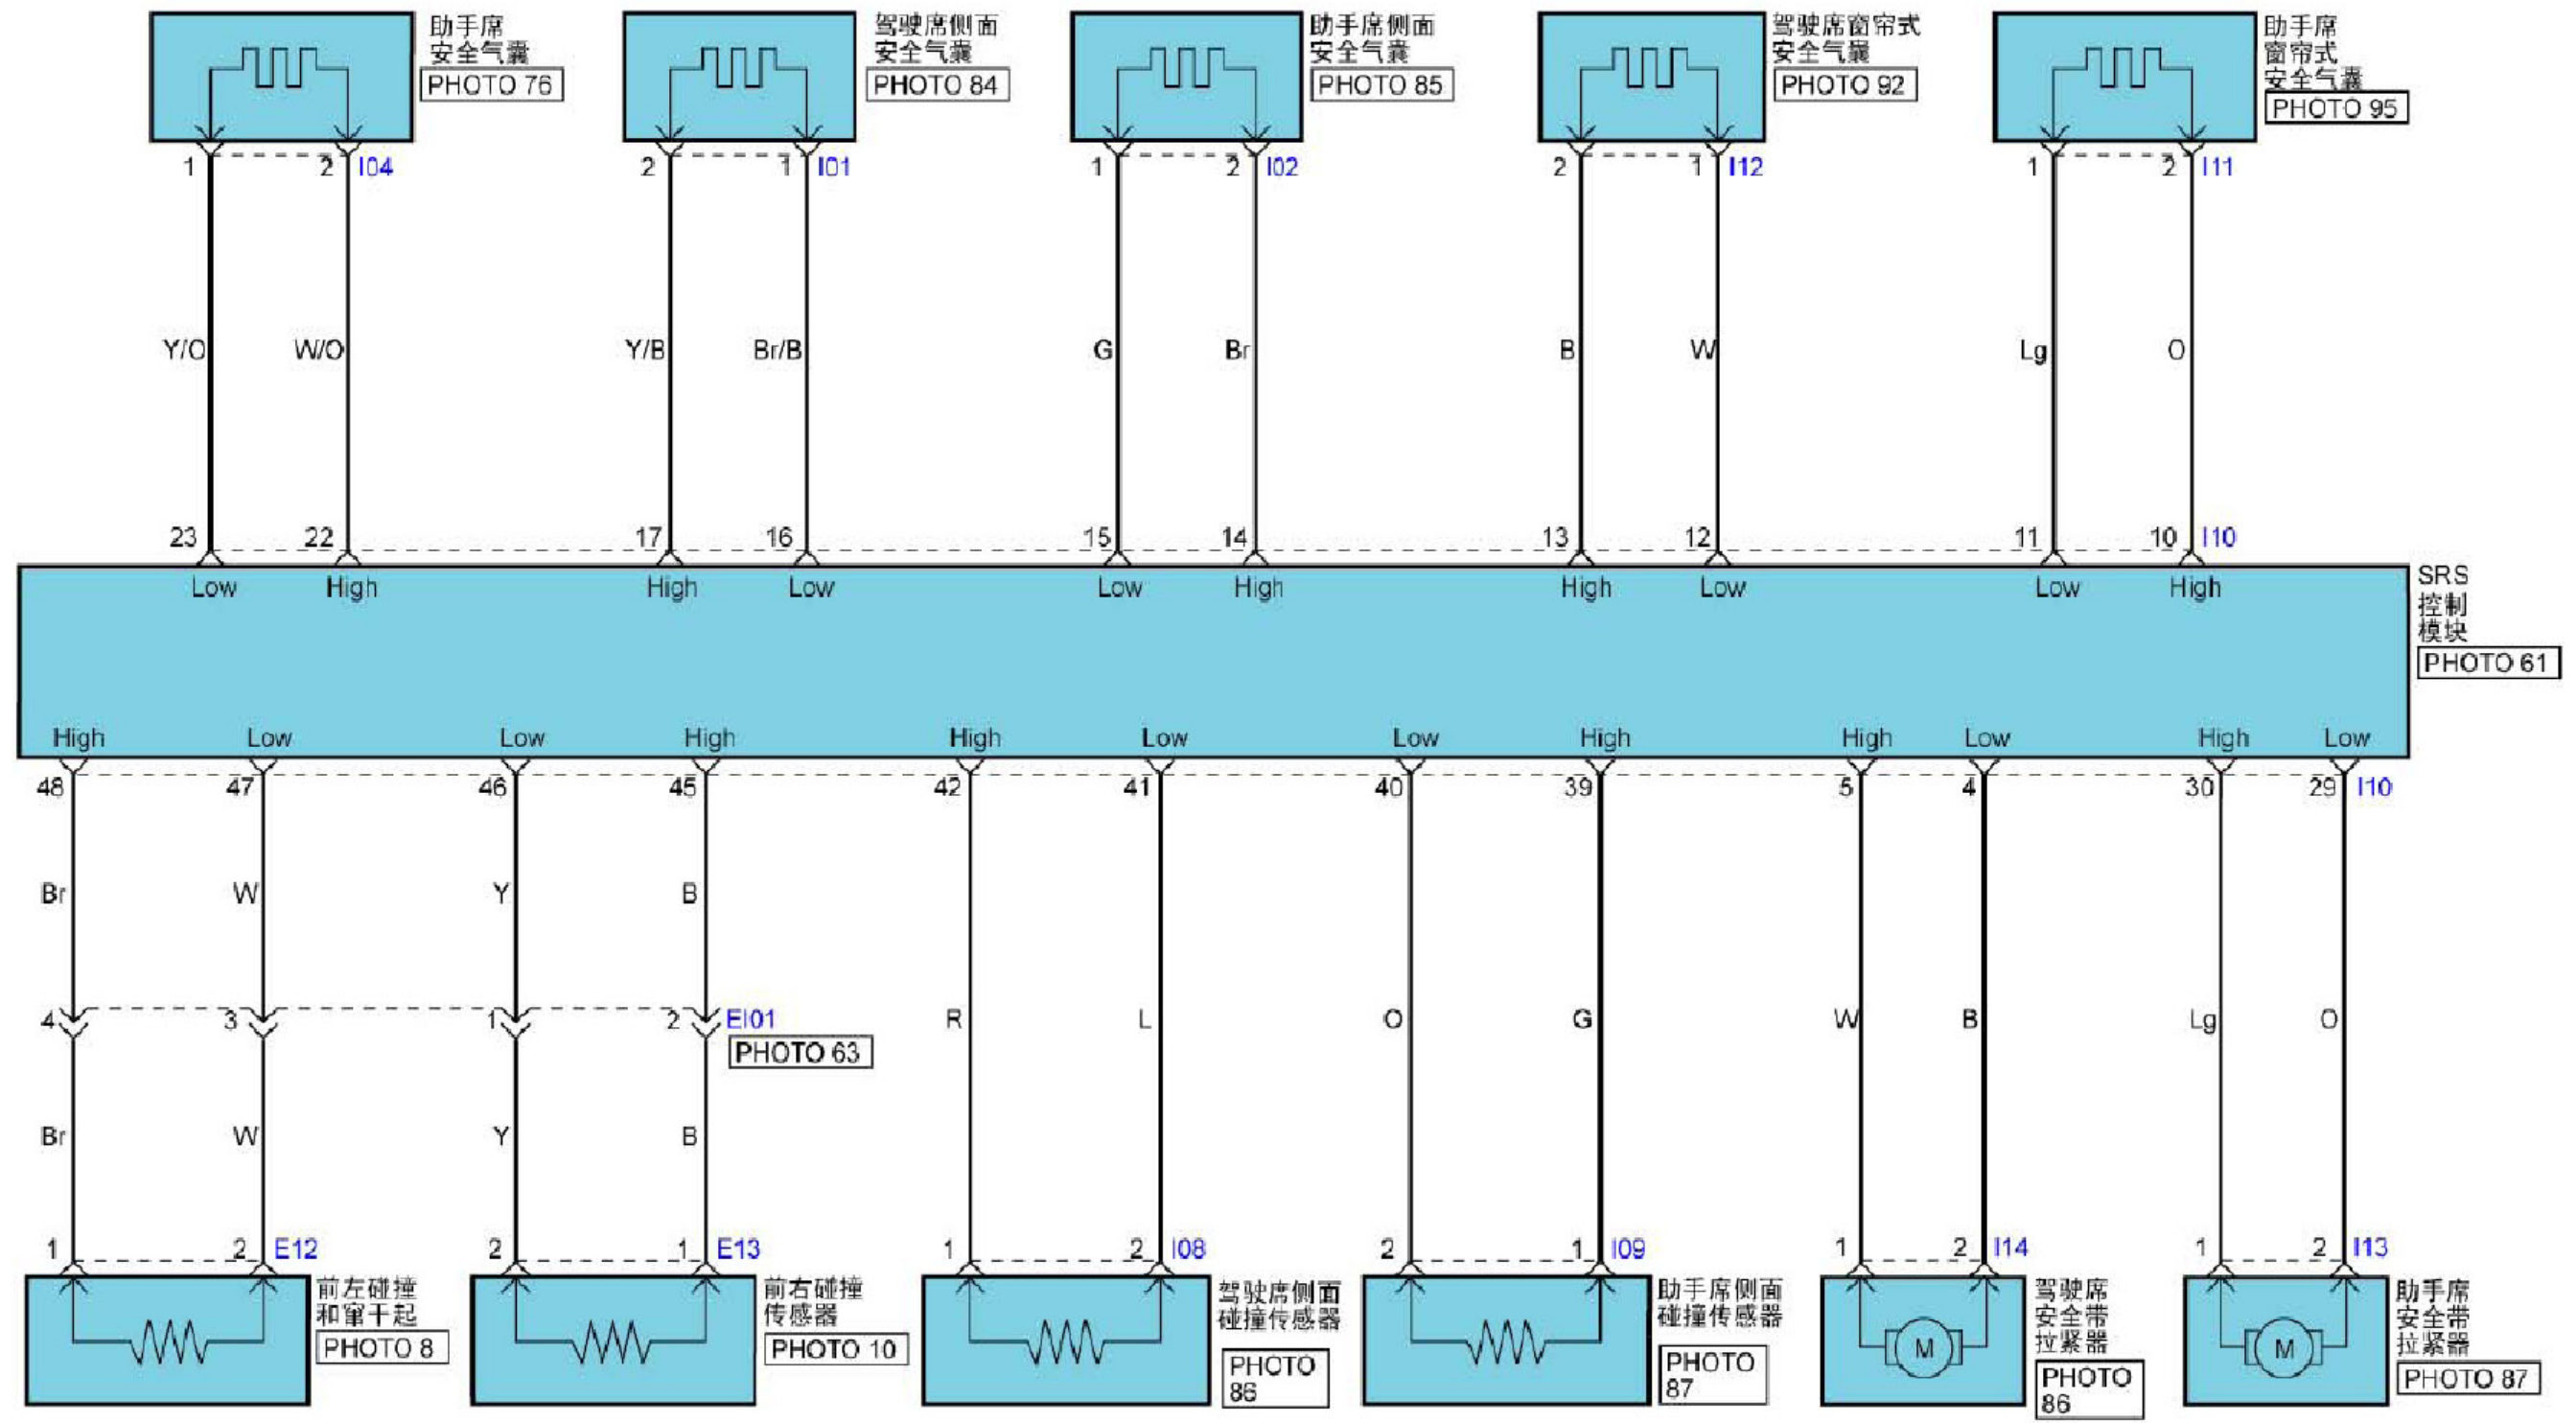 助手席
安全气囊
PHOTO 76
驾驶席侧面
安全气囊
PHOTO 84
助手席侧面
安全气囊
PHOTO 85
驾驶席窗帘式
安全气囊
PHOTO 92
助手席
窗帘式
安全气囊
PHOTO 95
1 2 I04
2 1 I01
1 2 I02
2 1 I12
1 2 I11
Y/O W/O Y/B Br/B G Br B W Lg O
23 22 17 16 15 14 13 12 11 10 I10
Low High High Low Low High High Low Low High
SRS
控制
模块
PHOTO 61
High Low Low High High Low Low High High Low High Low
48 47 46 45 42 41 40 39 5 4 30 29 I10
Br W Y B
4 3 1 2 EI01
PHOTO 63
R L O G W B Lg O
Br W Y B
1 2 E12
2 1 E13
1 2 I08
2 1 I09
1 2 I14
1 2 I13
前左碰撞
和窜干起
PHOTO 8
前右碰撞
传感器
PHOTO 10
驾驶席侧面
碰撞传感器
PHOTO
86
助手席侧面
碰撞传感器
PHOTO
87
M
驾驶席
安全带
拉紧器
PHOTO
86
M
助手席
安全带
拉紧器
PHOTO 87